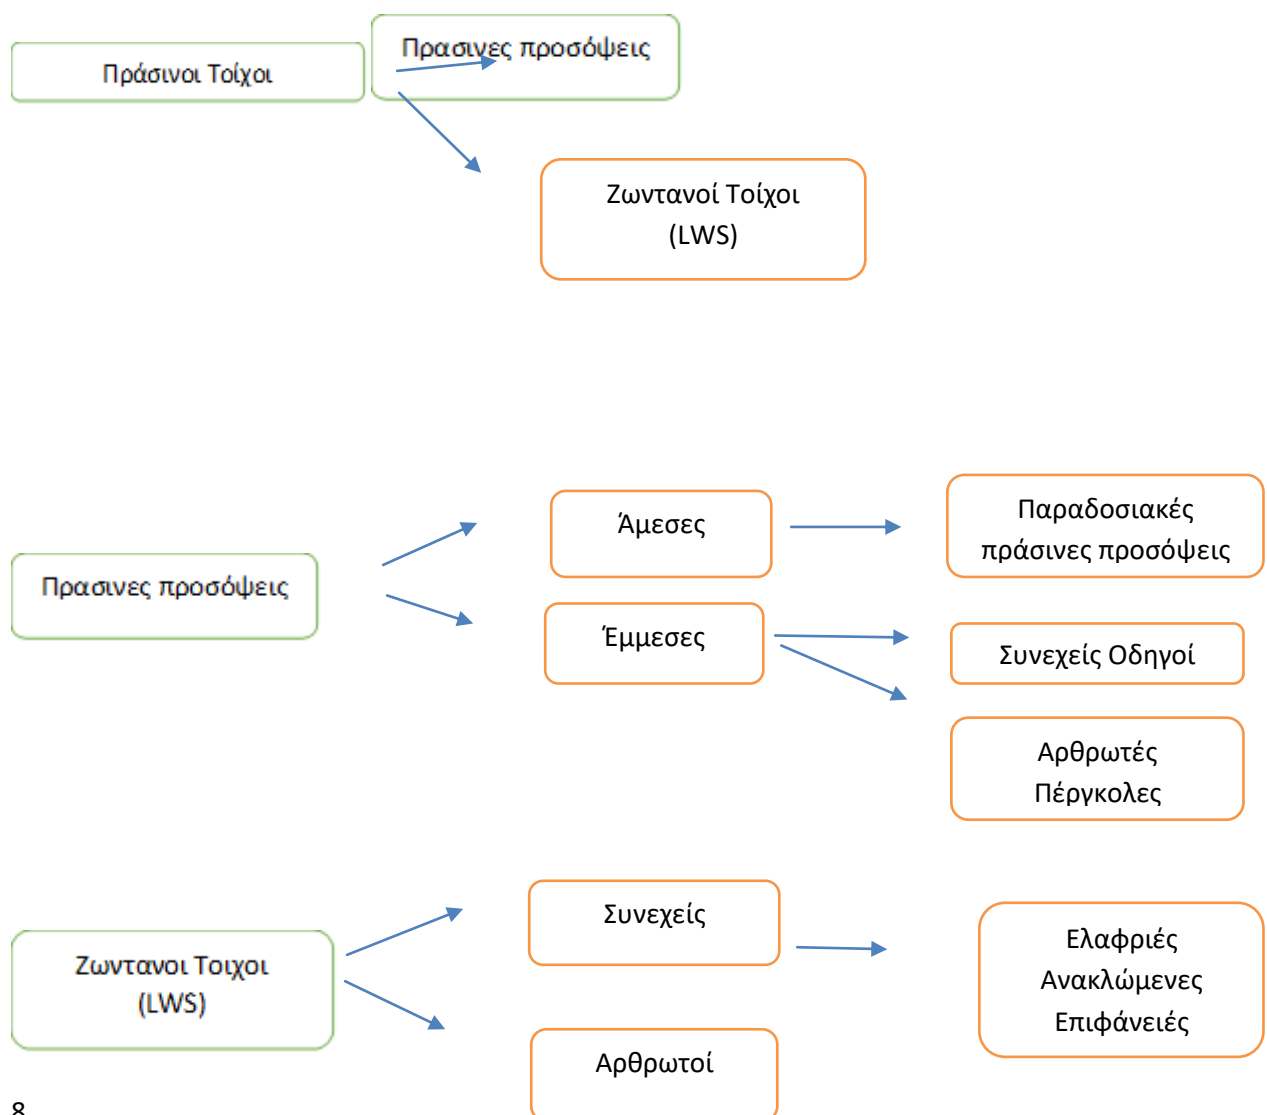 Πράσινοι Τοίχοι
Πρασινες προσόψεις
Ζωντανοί Τοίχοι
(LWS)
Πρασινες προσόψεις
Άμεσες
Παραδοσιακές
πράσινες προσόψεις
Έμμεσες
Συνεχείς Οδηγοί
Αρθρωτές
Πέργκολες
Ζωντανοι Τοιχοι
(LWS)
Συνεχείς
Ελαφριές
Ανακλώμενες
Επιφάνειές
Αρθρωτοί
8